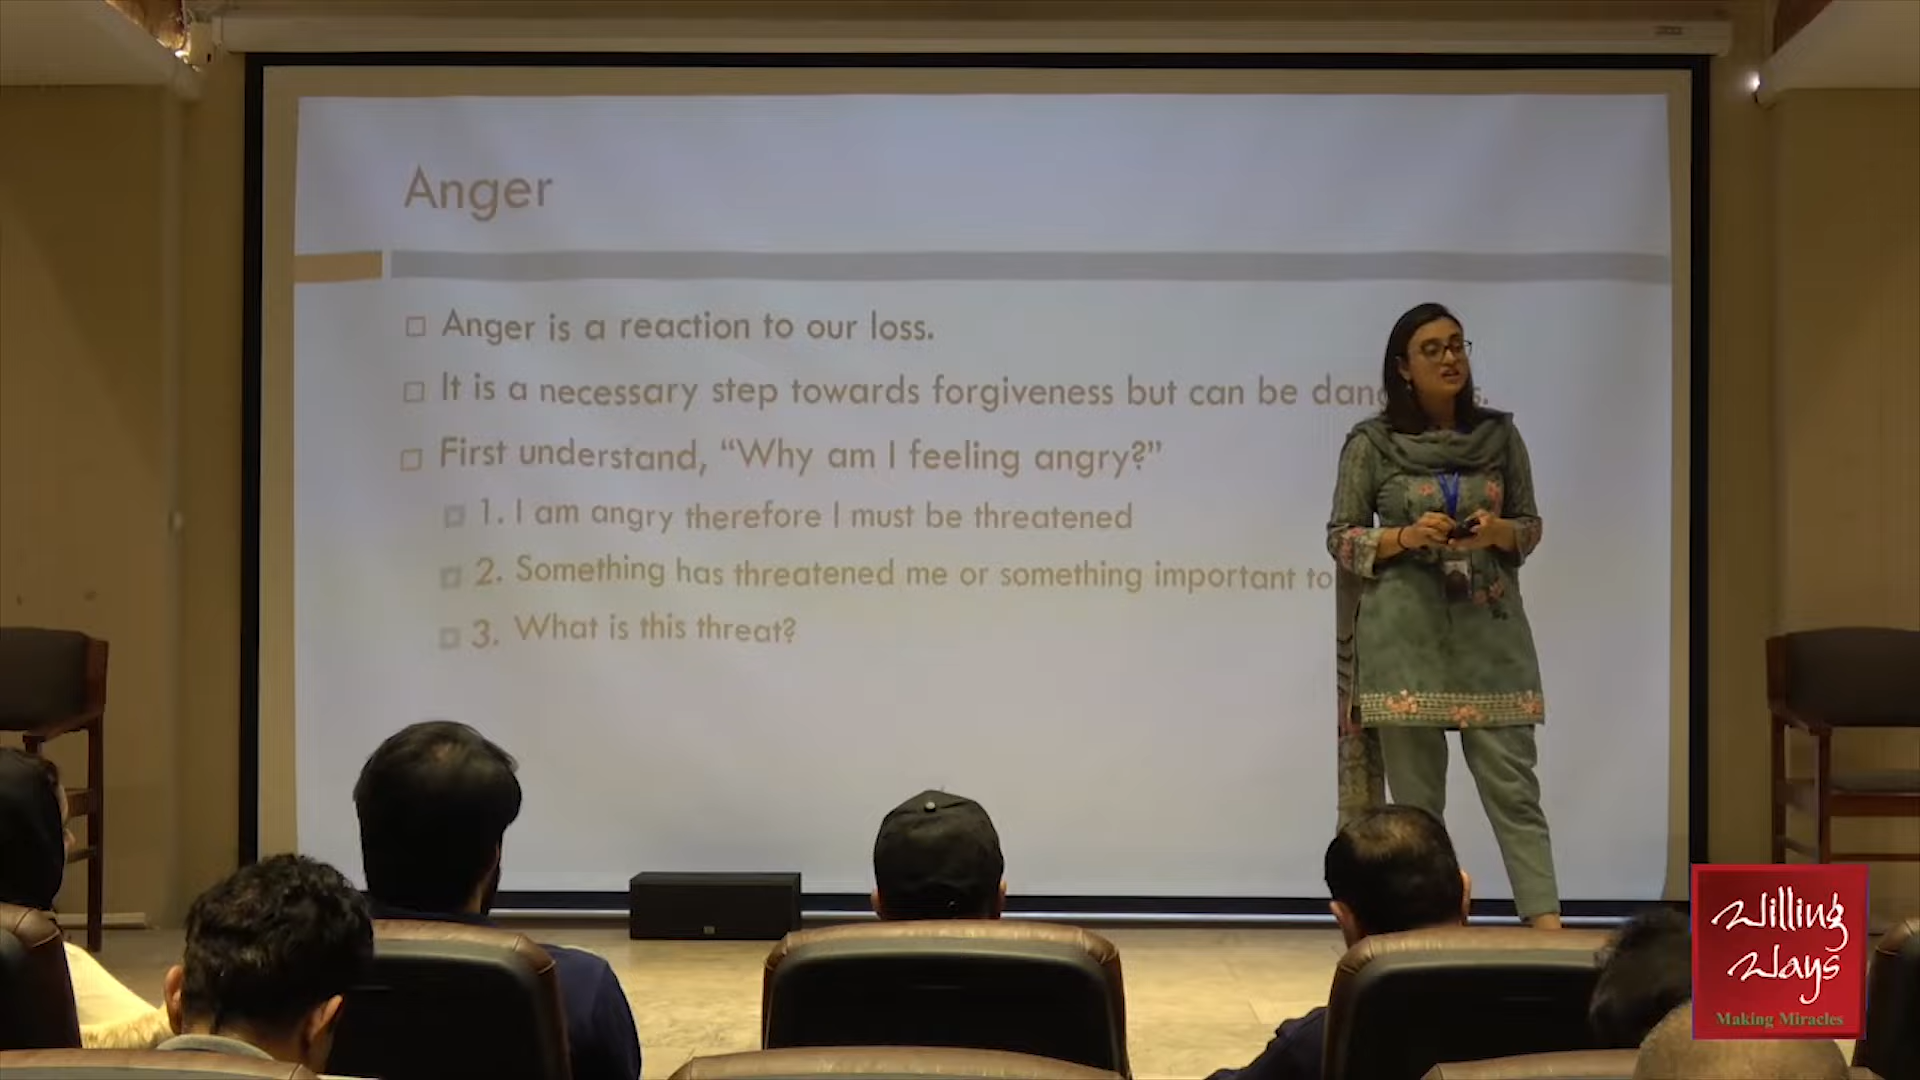 Anger
Anger is a reaction to our loss.
It is a necessary step towards forgiveness but can be
First understand, “Why am I feeling angry?”
1. I am angry therefore I must be threatened
2. Something has threatened me or something important to
3. What is this threat?
Willing
Ways
Making Miracles